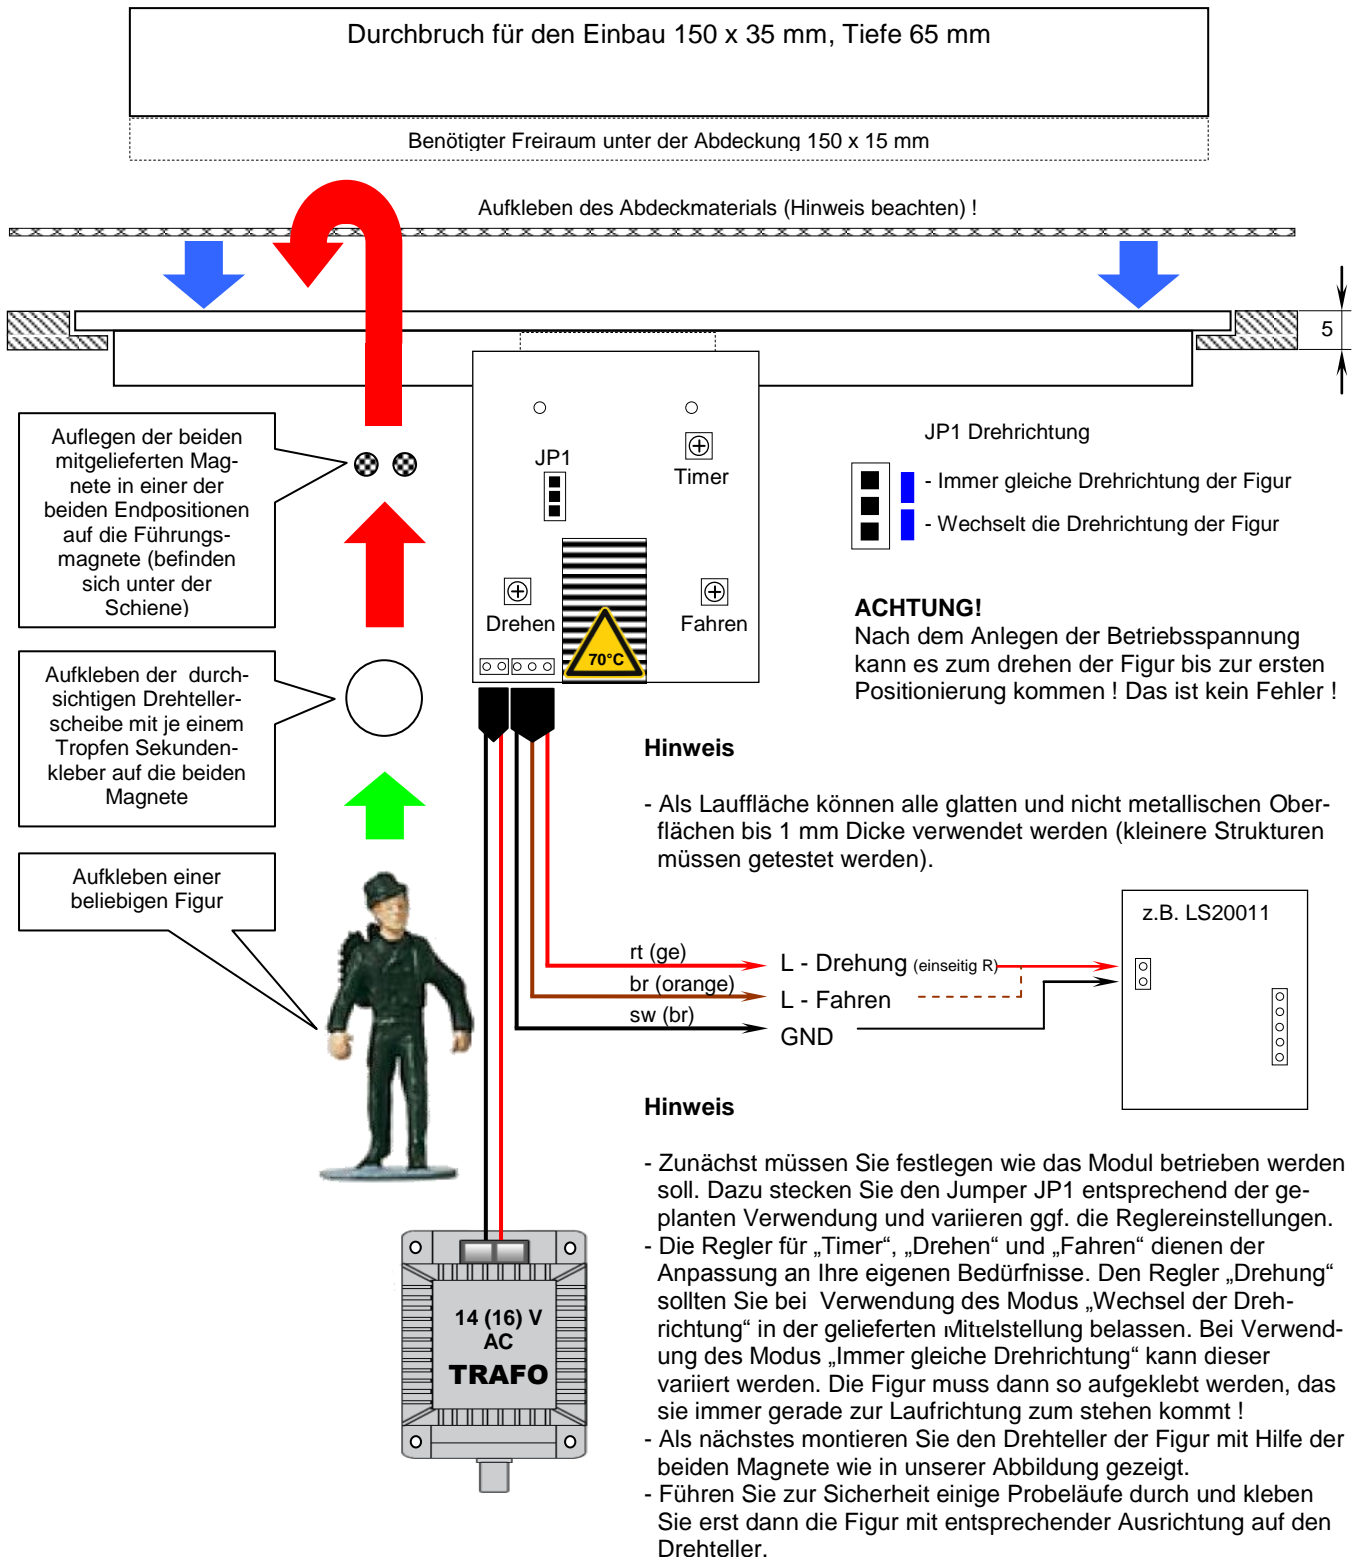 Durchbruch für den Einbau 150 x 35 mm, Tiefe 65 mm
Benötigter Freiraum unter der Abdeckung 150 x 15 mm
Aufkleben des Abdeckmaterials (Hinweis beachten) !
5
Auflegen der beiden
mitgelieferten Mag-
nete in einer der
beiden Endpositionen
auf die Führungs-
magnete (befinden
sich unter der
Schiene)
JP1
Timer
Drehen
Fahren
70°C
JP1 Drehrichtung
- Immer gleiche Drehrichtung der Figur
- Wechselt die Drehrichtung der Figur
ACHTUNG!
Nach dem Anlegen der Betriebsspannung
kann es zum drehen der Figur bis zur ersten
Positionierung kommen ! Das ist kein Fehler !
Aufkleben der durch-
sichtigen Drehteller-
scheibe mit je einem
Tropfen Sekunden-
kleber auf die beiden
Magnete
Hinweis
- Als Lauffläche können alle glatten und nicht metallischen Ober-
flächen bis 1 mm Dicke verwendet werden (kleinere Strukturen
müssen getestet werden).
Aufkleben einer
beliebigen Figur
z.B. LS20011
rt (ge)
L - Drehung (einseitig R)
br (orange)
L - Fahren
sw (br)
GND
Hinweis
- Zunächst müssen Sie festlegen wie das Modul betrieben werden
soll. Dazu stecken Sie den Jumper JP1 entsprechend der ge-
planten Verwendung und variieren ggf. die Reglereinstellungen.
- Die Regler für „Timer“, „Drehen“ und „Fahren“ dienen der
Anpassung an Ihre eigenen Bedürfnisse. Den Regler „Drehung“
sollten Sie bei Verwendung des Modus „Wechsel der Dreh-
richtung“ in der gelieferten Mittelstellung belassen. Bei Verwend-
ung des Modus „Immer gleiche Drehrichtung“ kann dieser
variiert werden. Die Figur muss dann so aufgeklebt werden, das
sie immer gerade zur Laufrichtung zum stehen kommt !
- Als nächstes montieren Sie den Drehteller der Figur mit Hilfe der
beiden Magnete wie in unserer Abbildung gezeigt.
- Führen Sie zur Sicherheit einige Probeläufe durch und kleben
Sie erst dann die Figur mit entsprechender Ausrichtung auf den
Drehteller.
14 (16) V
AC
TRAFO